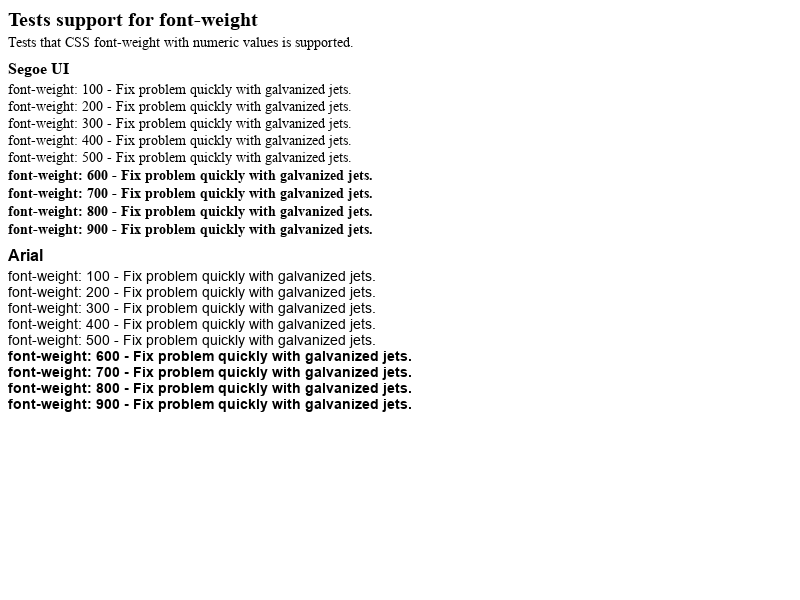 Tests support for font-weight
Tests that CSS font-weight with numeric values is supported.
Segoe UI
font-weight: 100 - Fix problem quickly with galvanized jets.
font-weight: 200 - Fix problem quickly with galvanized jets.
font-weight: 300 - Fix problem quickly with galvanized jets.
font-weight: 400 - Fix problem quickly with galvanized jets.
font-weight: 500 - Fix problem quickly with galvanized jets.
font-weight: 600 - Fix problem quickly with galvanized jets.
font-weight: 700 - Fix problem quickly with galvanized jets.
font-weight: 800 - Fix problem quickly with galvanized jets.
font-weight: 900 - Fix problem quickly with galvanized jets.
Arial
font-weight: 100 - Fix problem quickly with galvanized jets.
font-weight: 200 - Fix problem quickly with galvanized jets.
font-weight: 300 - Fix problem quickly with galvanized jets.
font-weight: 400 - Fix problem quickly with galvanized jets.
font-weight: 500 - Fix problem quickly with galvanized jets.
font-weight: 600 - Fix problem quickly with galvanized jets.
font-weight: 700 - Fix problem quickly with galvanized jets.
font-weight: 800 - Fix problem quickly with galvanized jets.
font-weight: 900 - Fix problem quickly with galvanized jets.